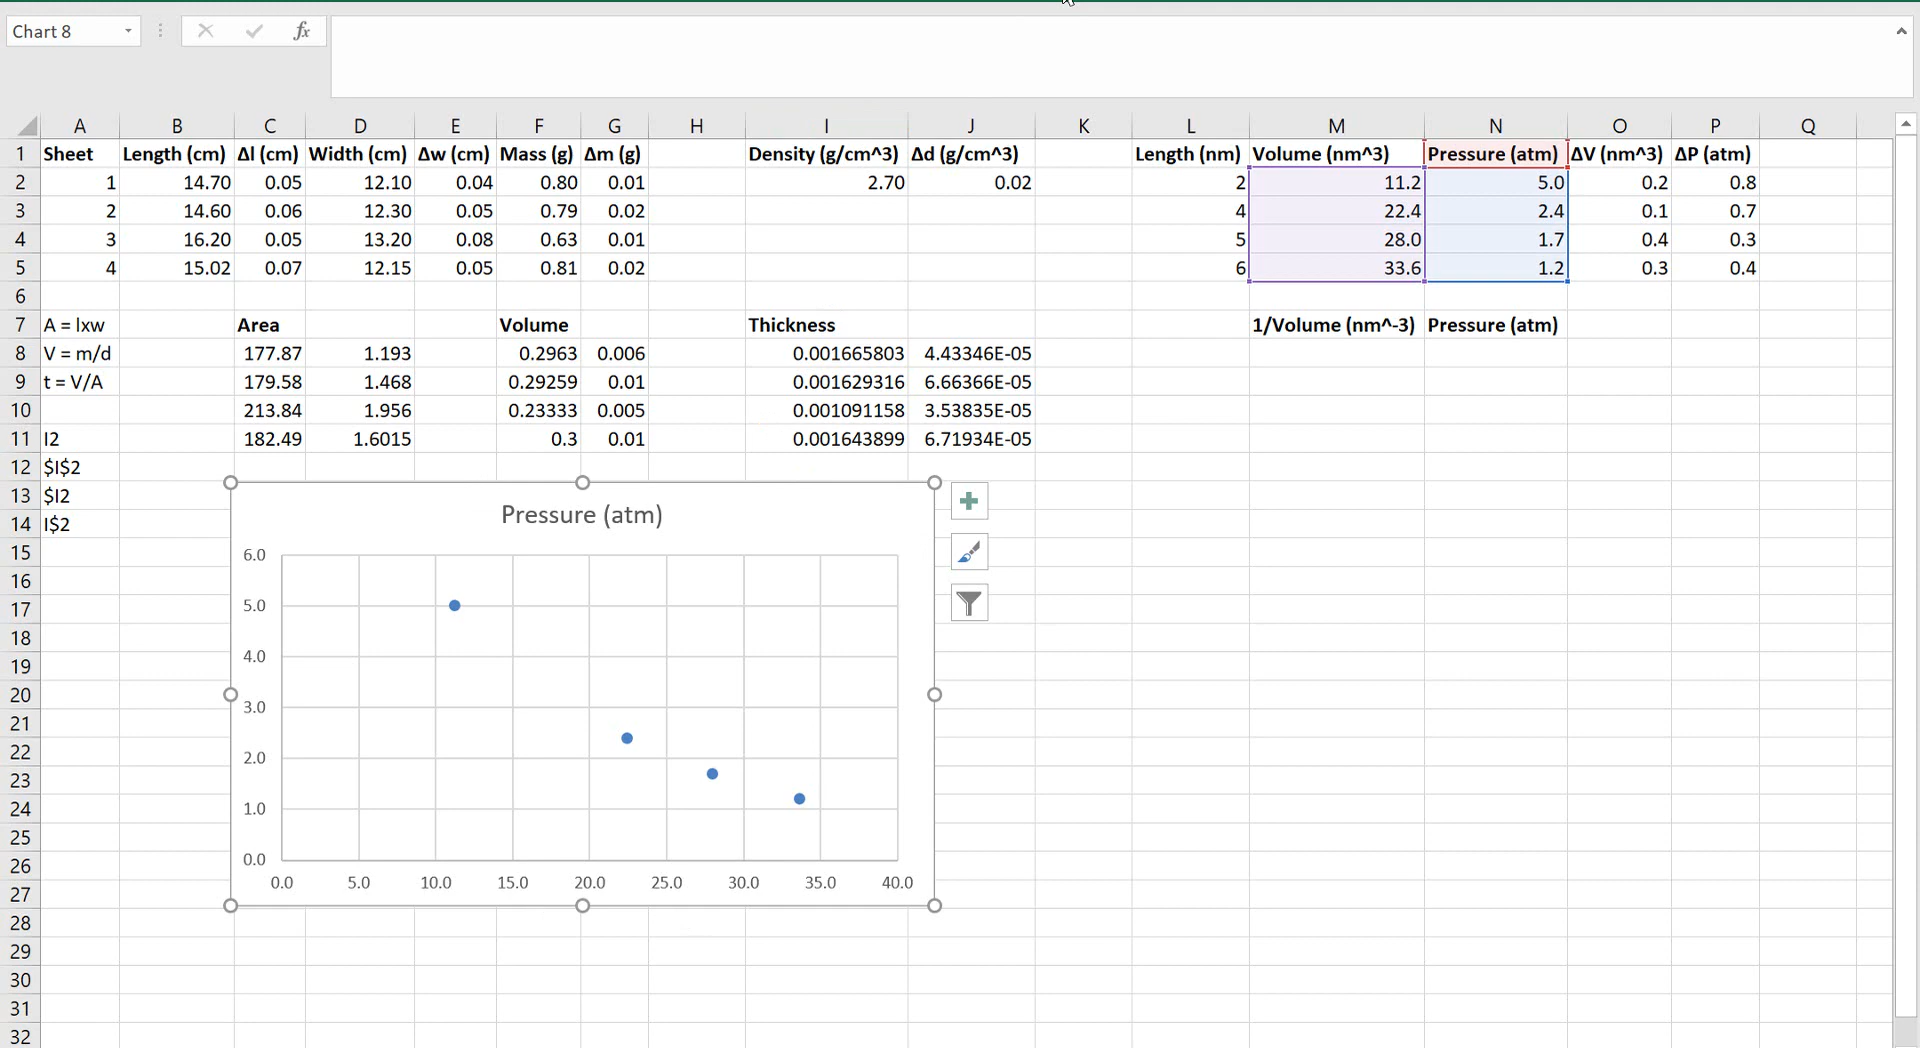 Chart 8 fx
A B C D E F G H I J K L M N O P Q
1 Sheet Length (cm) Δl (cm) Width (cm) Δw (cm) Mass (g) Δm (g) Density (g/cm^3) Δd (g/cm^3) Length (nm) Volume (nm^3) Pressure (atm) ΔV (nm^3) ΔP (atm)
2 1 14.70 0.05 12.10 0.04 0.80 0.01 2.70 0.02 2 11.2 5.0 0.2 0.8
3 2 14.60 0.06 12.30 0.05 0.79 0.02 4 22.4 2.4 0.1 0.7
4 3 16.20 0.05 13.20 0.08 0.63 0.01 5 28.0 1.7 0.4 0.3
5 4 15.02 0.07 12.15 0.05 0.81 0.02 6 33.6 1.2 0.3 0.4
6
7 A = lxw Area Volume Thickness 1/Volume (nm^-3) Pressure (atm)
8 V = m/d 177.87 1.193 0.2963 0.006 0.001665803 4.43346E-05
9 t = V/A 179.58 1.468 0.29259 0.01 0.001629316 6.66366E-05
10 213.84 1.956 0.23333 0.005 0.001091158 3.53835E-05
11 I2 182.49 1.6015 0.3 0.01 0.001643899 6.71934E-05
12 $I$2
13 $I2
14 I$2
15
16
17
18
19
20
21
22
23
24
25
26
27
28
29
30
31
32
Pressure (atm)
6.0
5.0
4.0
3.0
2.0
1.0
0.0
0.0 5.0 10.0 15.0 20.0 25.0 30.0 35.0 40.0